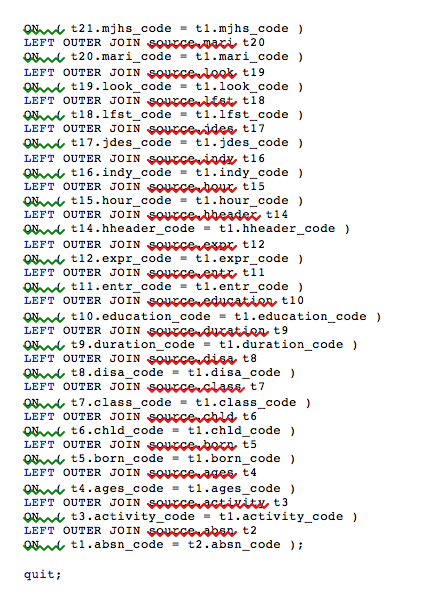 ON ( t21.mjhs_code = t1.mjhs_code )
LEFT OUTER JOIN source.mari t20
ON ( t20.mari_code = t1.mari_code )
LEFT OUTER JOIN source.look t19
ON ( t19.look_code = t1.look_code )
LEFT OUTER JOIN source.lfst t18
ON ( t18.lfst_code = t1.lfst_code )
LEFT OUTER JOIN source.jdes t17
ON ( t17.jdes_code = t1.jdes_code )
LEFT OUTER JOIN source.indy t16
ON ( t16.indy_code = t1.indy_code )
LEFT OUTER JOIN source.hour t15
ON ( t15.hour_code = t1.hour_code )
LEFT OUTER JOIN source.hheader t14
ON ( t14.hheader_code = t1.hheader_code )
LEFT OUTER JOIN source.expr t12
ON ( t12.expr_code = t1.expr_code )
LEFT OUTER JOIN source.entr t11
ON ( t11.entr_code = t1.entr_code )
LEFT OUTER JOIN source.education t10
ON ( t10.education_code = t1.education_code )
LEFT OUTER JOIN source.duration t9
ON ( t9.duration_code = t1.duration_code )
LEFT OUTER JOIN source.disa t8
ON ( t8.disa_code = t1.disa_code )
LEFT OUTER JOIN source.class t7
ON ( t7.class_code = t1.class_code )
LEFT OUTER JOIN source.chld t6
ON ( t6.chld_code = t1.chld_code )
LEFT OUTER JOIN source.born t5
ON ( t5.born_code = t1.born_code )
LEFT OUTER JOIN source.ages t4
ON ( t4.ages_code = t1.ages_code )
LEFT OUTER JOIN source.activity t3
ON ( t3.activity_code = t1.activity_code )
LEFT OUTER JOIN source.absn t2
ON ( t1.absn_code = t2.absn_code );
quit;